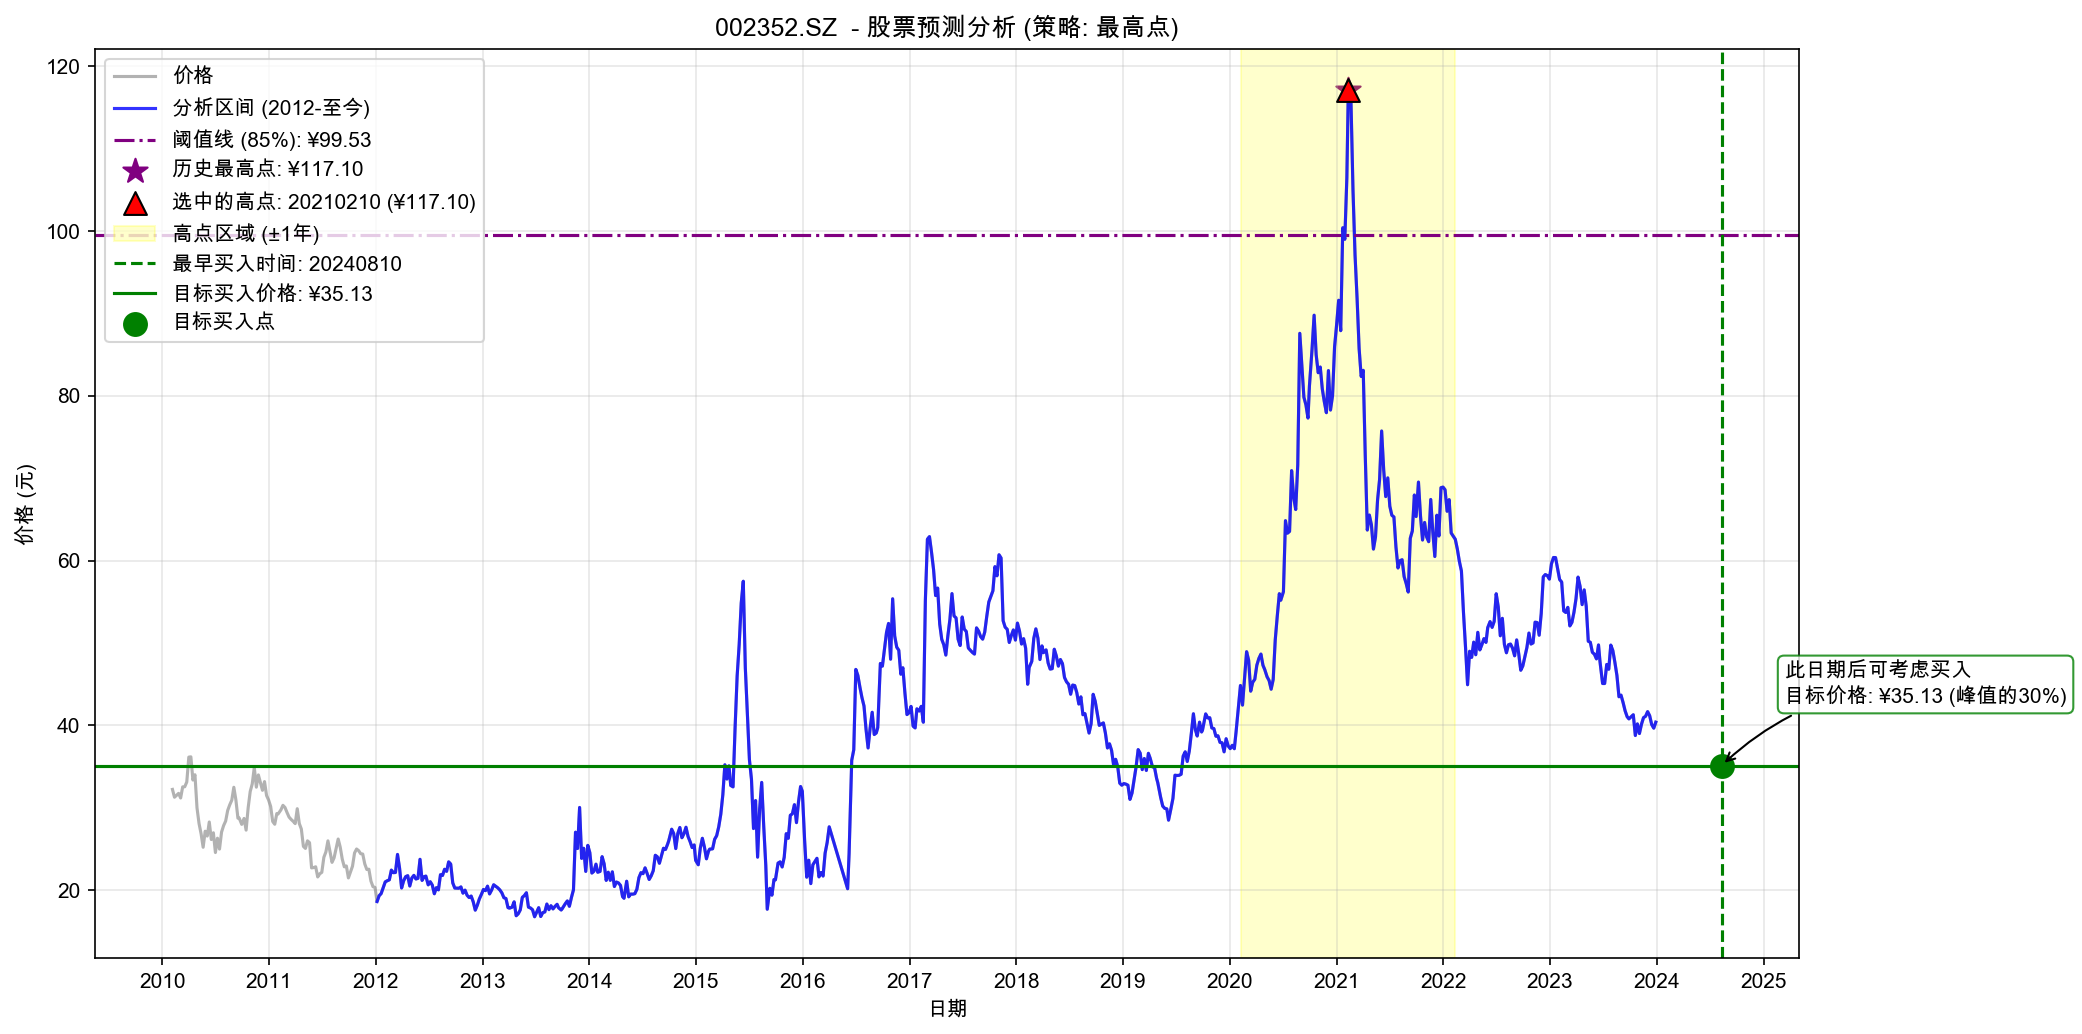 002352.SZ - 股票预测分析 (策略: 最高点)
价格
分析区间 (2012-至今)
阈值线 (85%): ¥99.53
历史最高点: ¥117.10
选中的高点: 20210210 (¥117.10)
高点区域 (±1年)
最早买入时间: 20240810
目标买入价格: ¥35.13
目标买入点
120
100
80
60
40
20
价格 (元)
此日期后可考虑买入
目标价格: ¥35.13 (峰值的30%)
2010 2011 2012 2013 2014 2015 2016 2017 2018 2019 2020 2021 2022 2023 2024 2025
日期